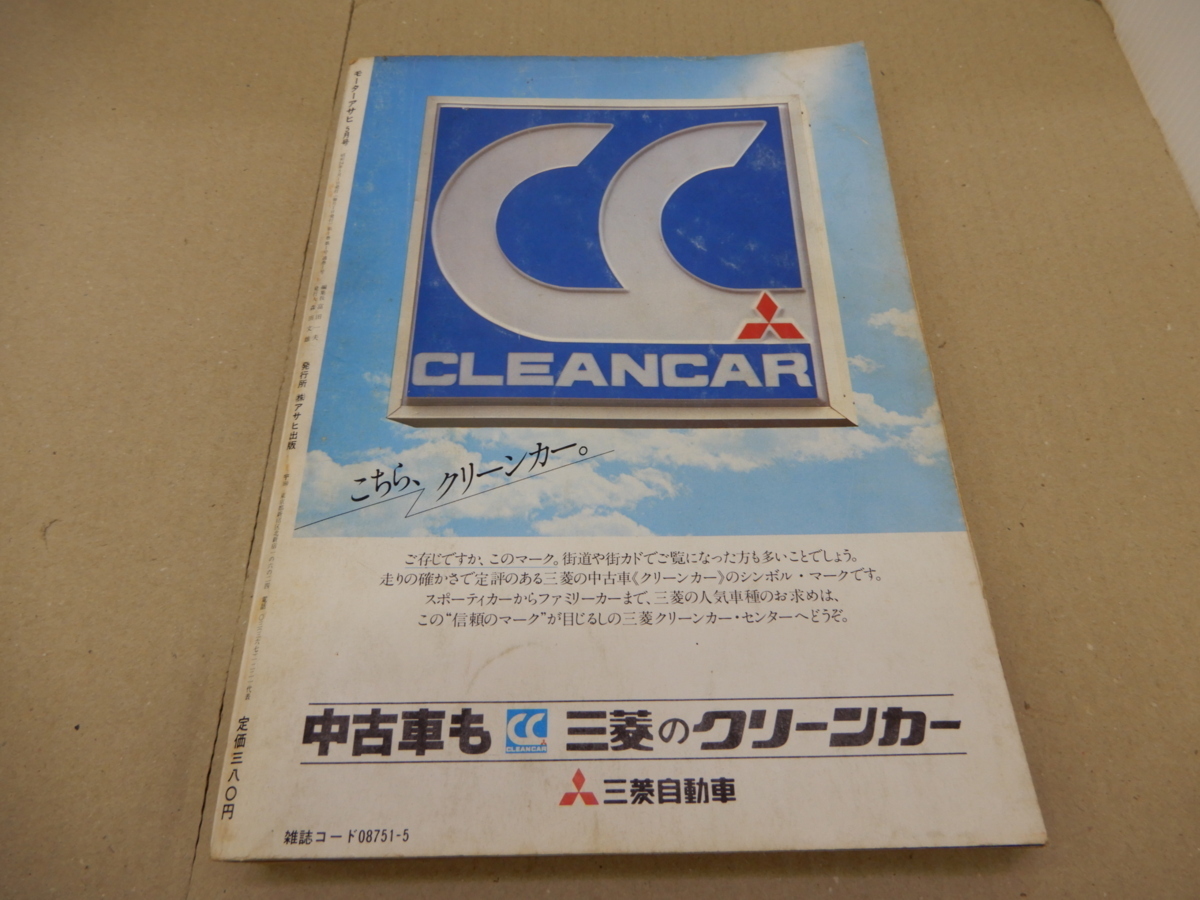 モーターアサヒ 5月号
発行所 ㈱アサヒ出版
定価三八〇円
CC
CLEANCAR
こちら、クリーンカー。
ご存じですか、このマーク。街道や街カドでご覧になった方も多いことでしょう。
走りの確かさで定評のある三菱の中古車《クリーンカー》のシンボル・マークです。
スポーティカーからファミリーカーまで、三菱の人気車種のお求めは、
この“信頼のマーク”が目じるしの三菱クリーンカー・センターへどうぞ。
中古車も CC CLEANCAR 三菱のクリーンカー
三菱自動車
雑誌コード08751-5